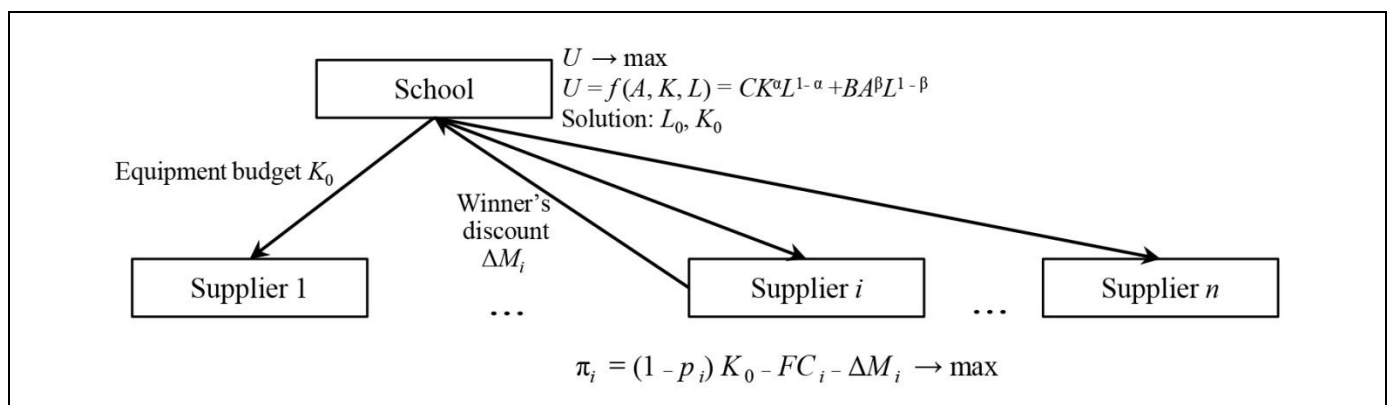 School
U → max
U = f (A, K, L) = CKᵅL¹⁻ᵅ +BAᵝL¹⁻ᵝ
Solution: L₀, K₀
Equipment budget K₀
Winner’s
discount
ΔMᵢ
Supplier 1
...
Supplier i
...
Supplier n
πᵢ = (1 – pᵢ) K₀ – FCᵢ – ΔMᵢ → max